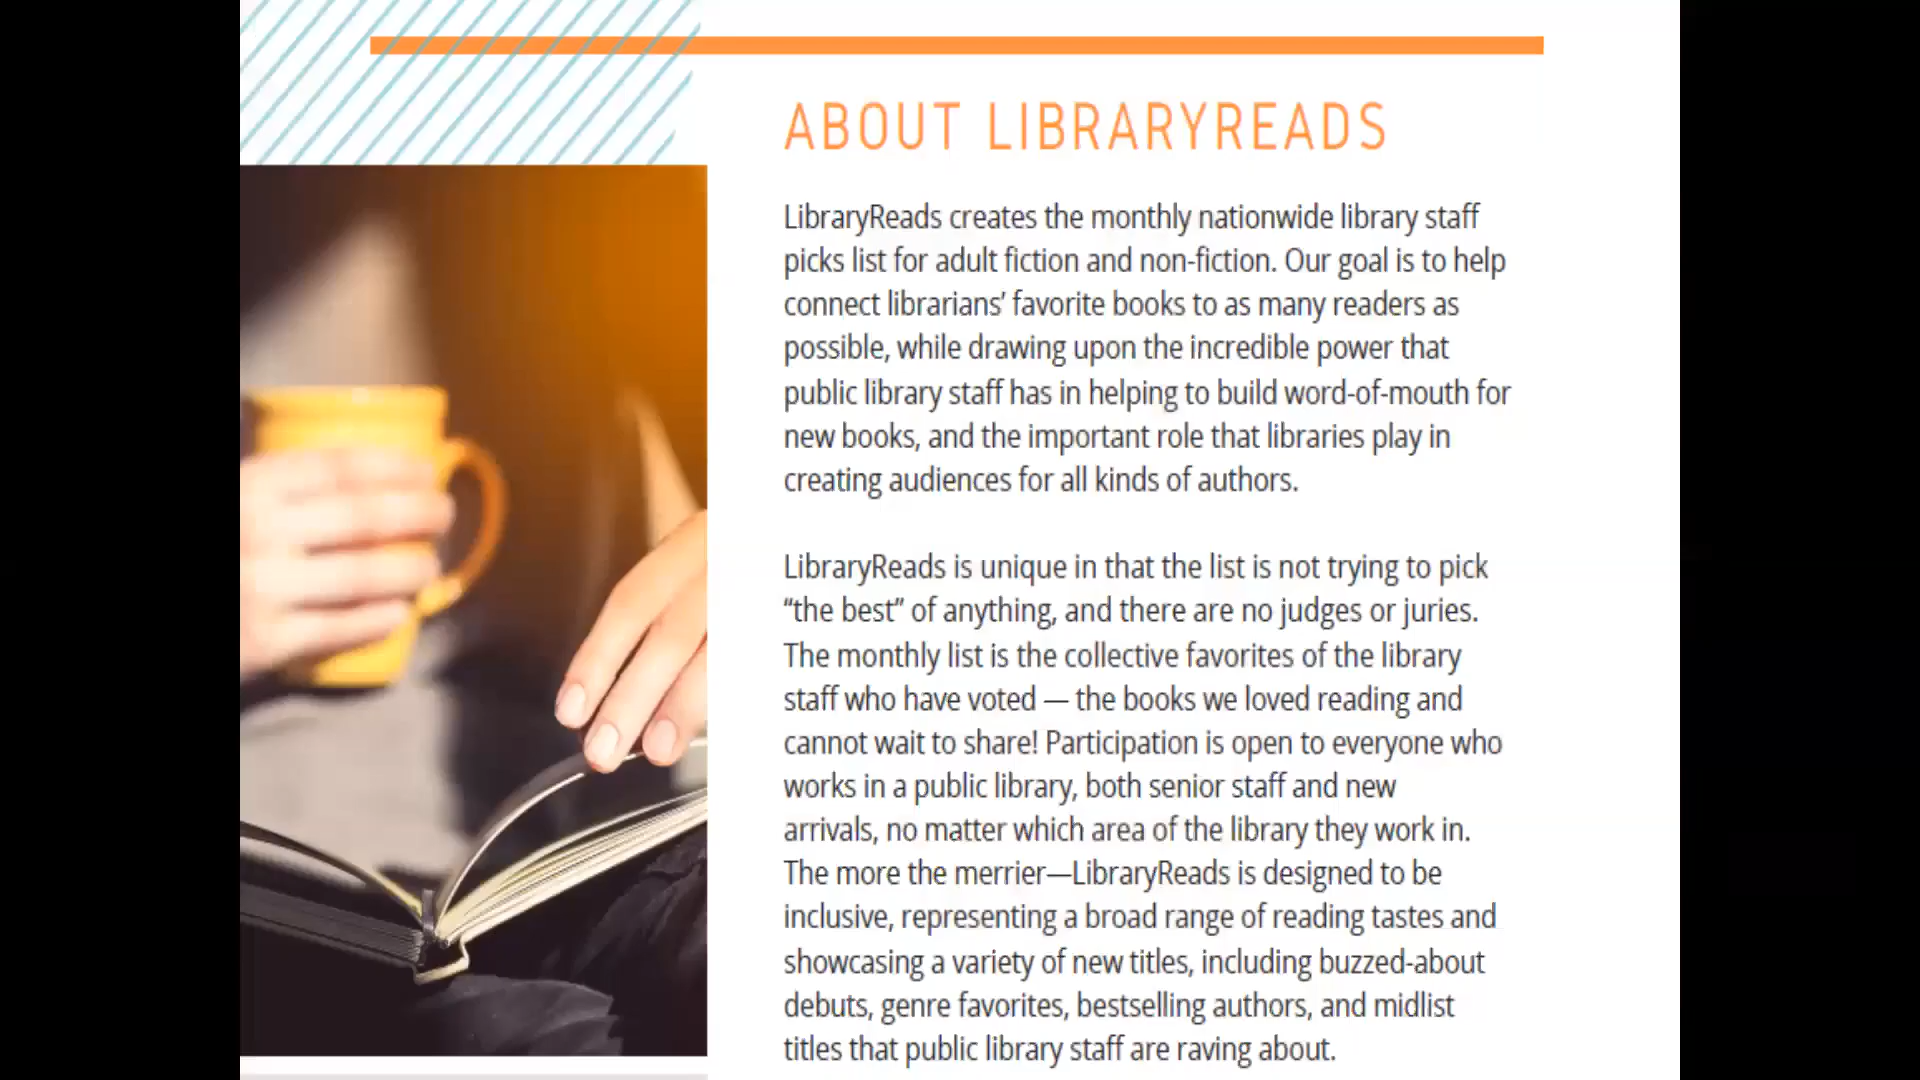 ABOUT LIBRARYREADS
LibraryReads creates the monthly nationwide library staff
picks list for adult fiction and non-fiction. Our goal is to help
connect librarians’ favorite books to as many readers as
possible, while drawing upon the incredible power that
public library staff has in helping to build word-of-mouth for
new books, and the important role that libraries play in
creating audiences for all kinds of authors.
LibraryReads is unique in that the list is not trying to pick
“the best” of anything, and there are no judges or juries.
The monthly list is the collective favorites of the library
staff who have voted — the books we loved reading and
cannot wait to share! Participation is open to everyone who
works in a public library, both senior staff and new
arrivals, no matter which area of the library they work in.
The more the merrier—LibraryReads is designed to be
inclusive, representing a broad range of reading tastes and
showcasing a variety of new titles, including buzzed-about
debuts, genre favorites, bestselling authors, and midlist
titles that public library staff are raving about.